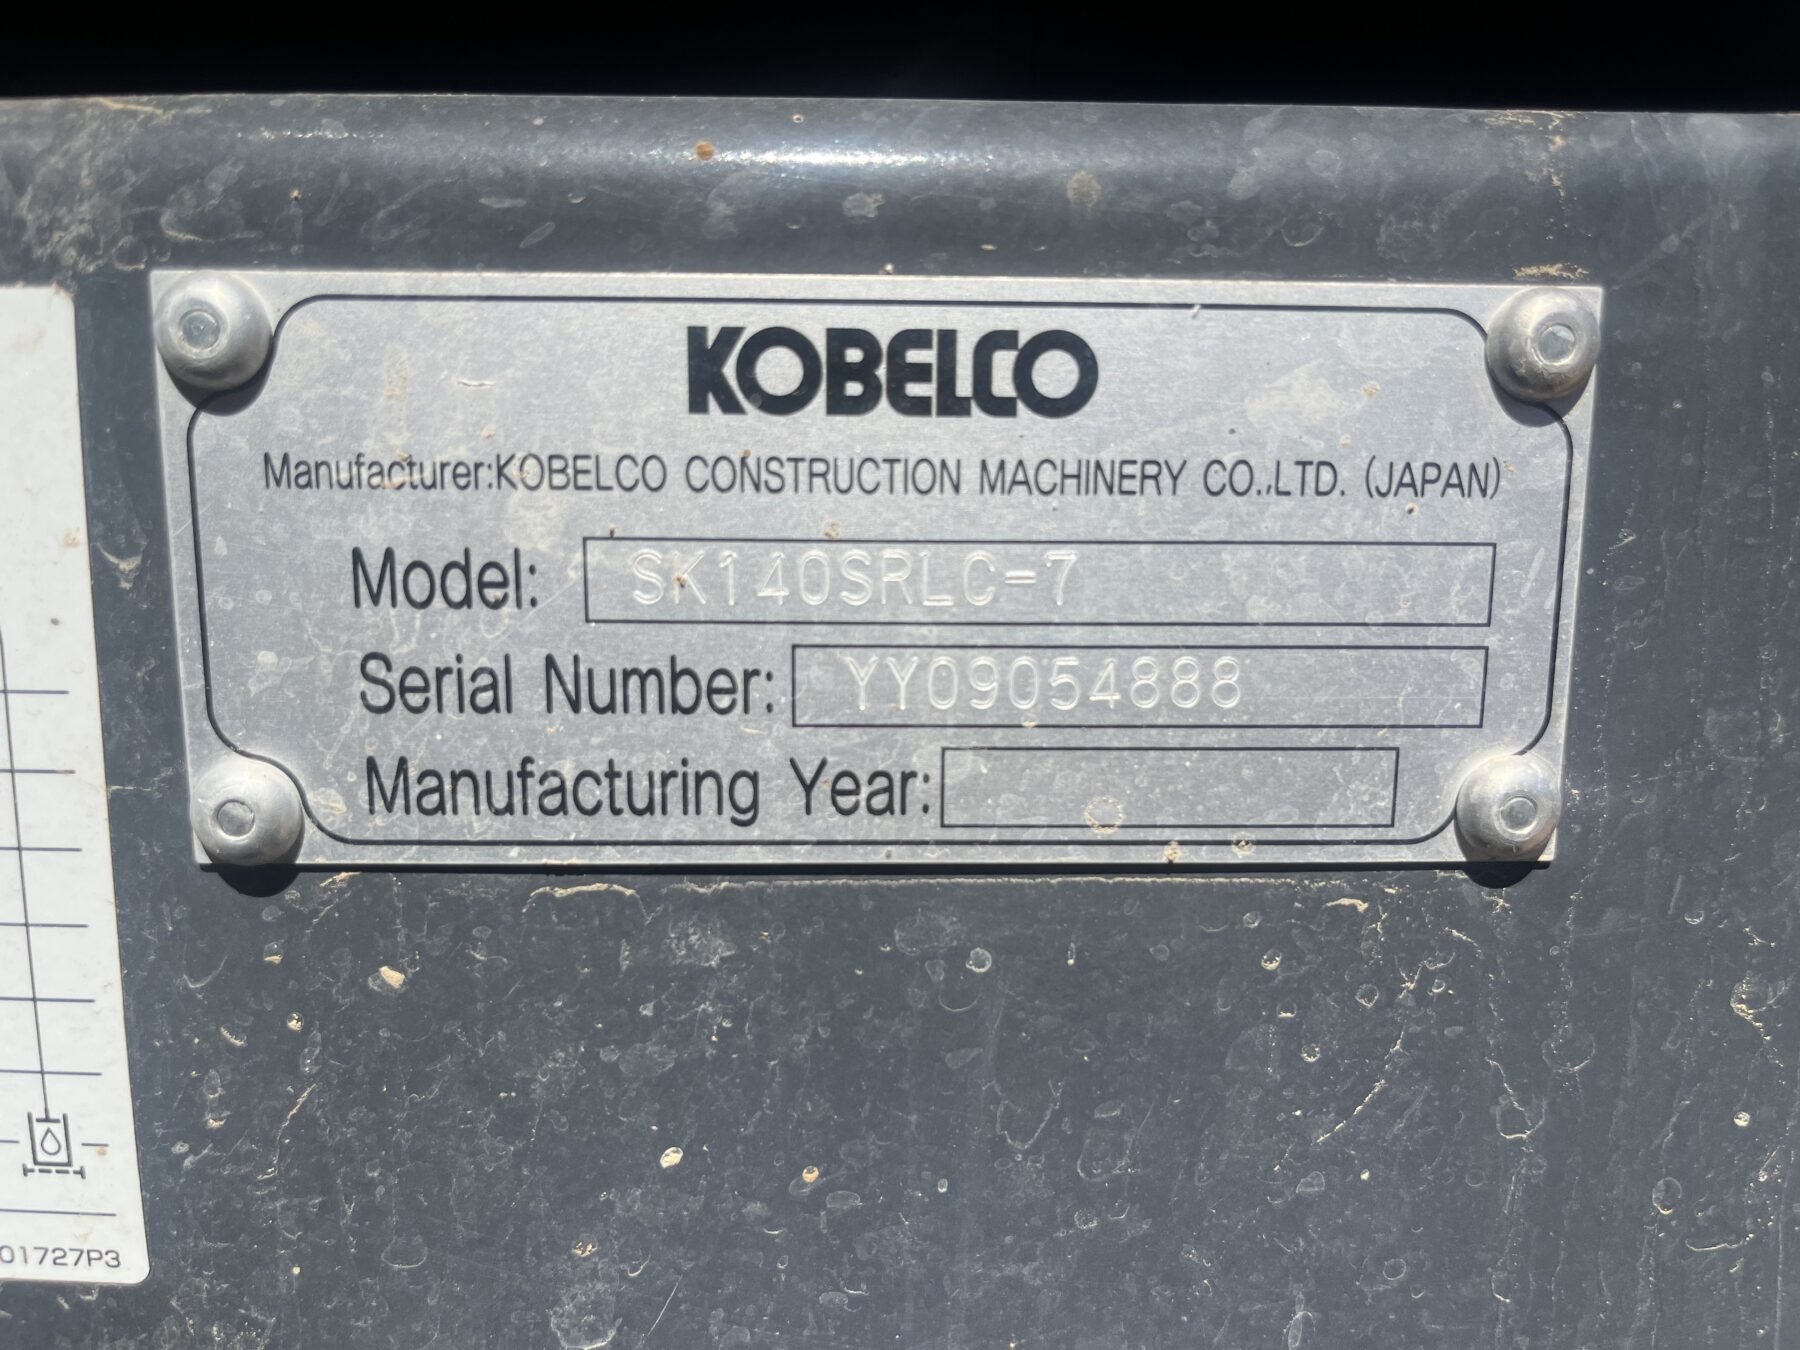 KOBELCO
Manufacturer:KOBELCO CONSTRUCTION MACHINERY CO.,LTD. (JAPAN)
Model: SK140SRLC-7
Serial Number: YY09054888
Manufacturing Year:
01727P3